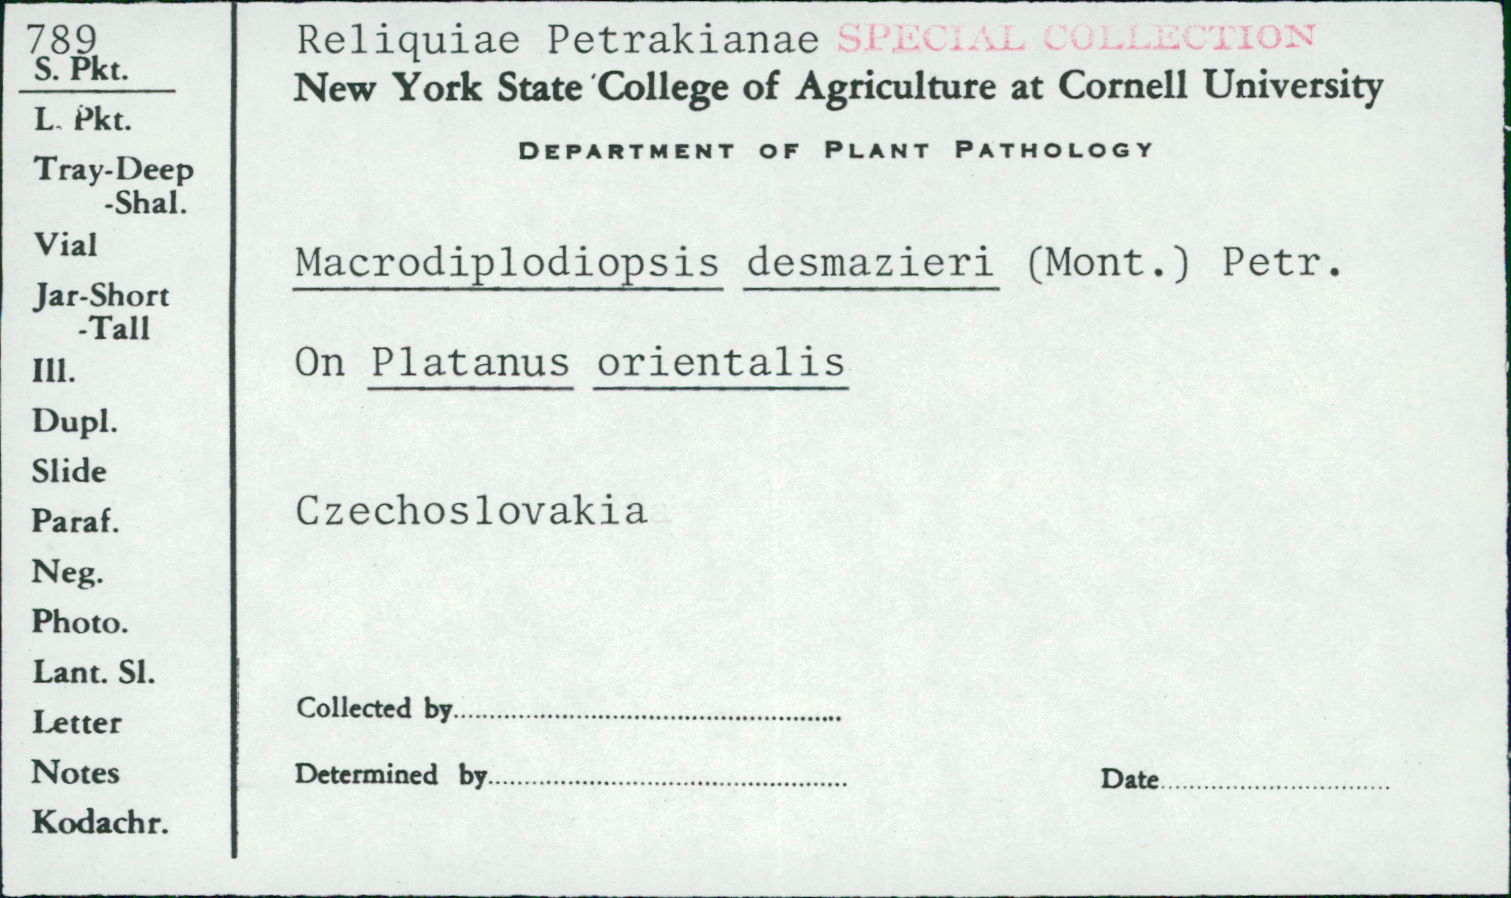 789
S. Pkt.
L. Pkt.
Tray-Deep
-Shal.
Vial
Jar-Short
-Tall
Ill.
Dupl.
Slide
Paraf.
Neg.
Photo.
Lant. Sl.
Letter
Notes
Kodachr.
Reliquiae Petrakianae SPECIAL COLLECTION
New York State College of Agriculture at Cornell University
DEPARTMENT OF PLANT PATHOLOGY
Macrodiplodiopsis desmazieri (Mont.) Petr.
On Platanus orientalis
Czechoslovakia
Collected by
Determined by
Date